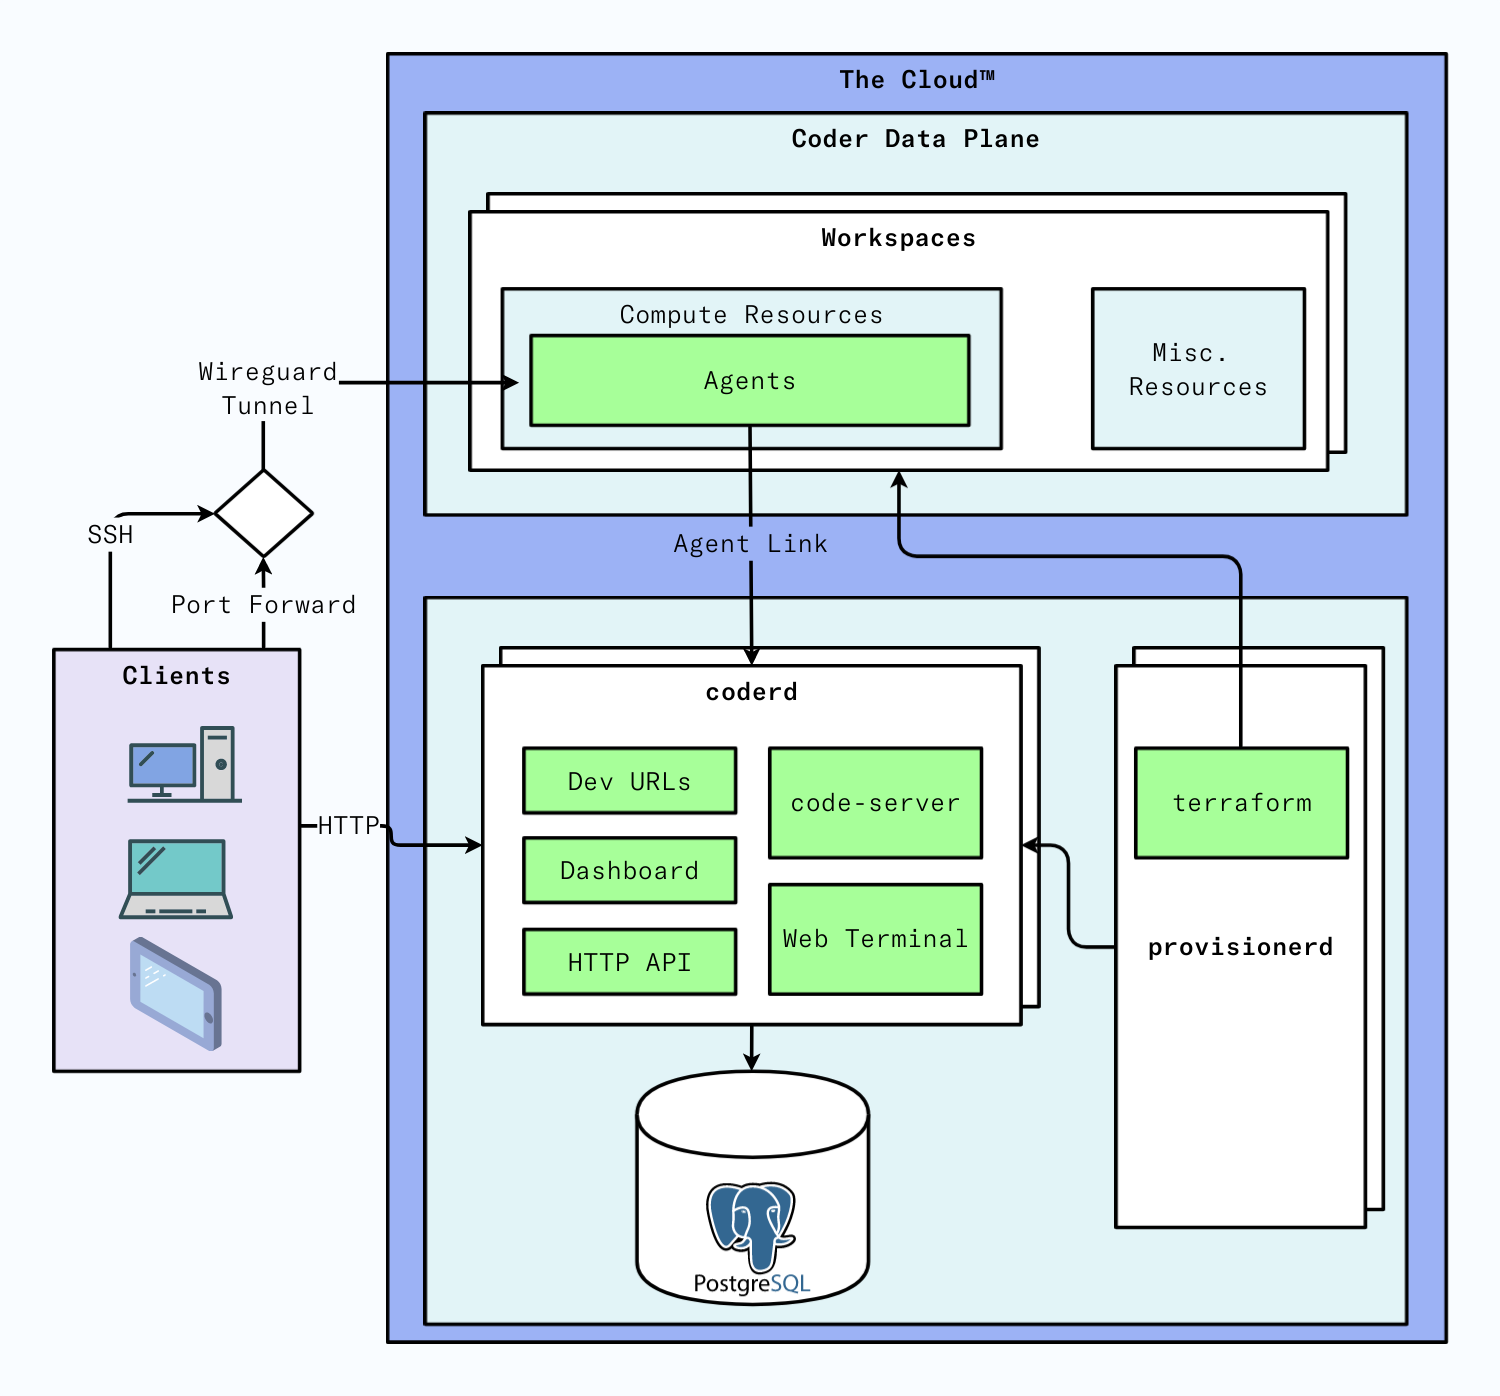 The Cloud™
Coder Data Plane
Workspaces
Compute Resources
Agents
Misc.
Resources
Wireguard
Tunnel
SSH
Port Forward
Agent Link
Clients
HTTP
coderd
Dev URLs
Dashboard
HTTP API
code-server
Web Terminal
terraform
provisionerd
PostgreSQL